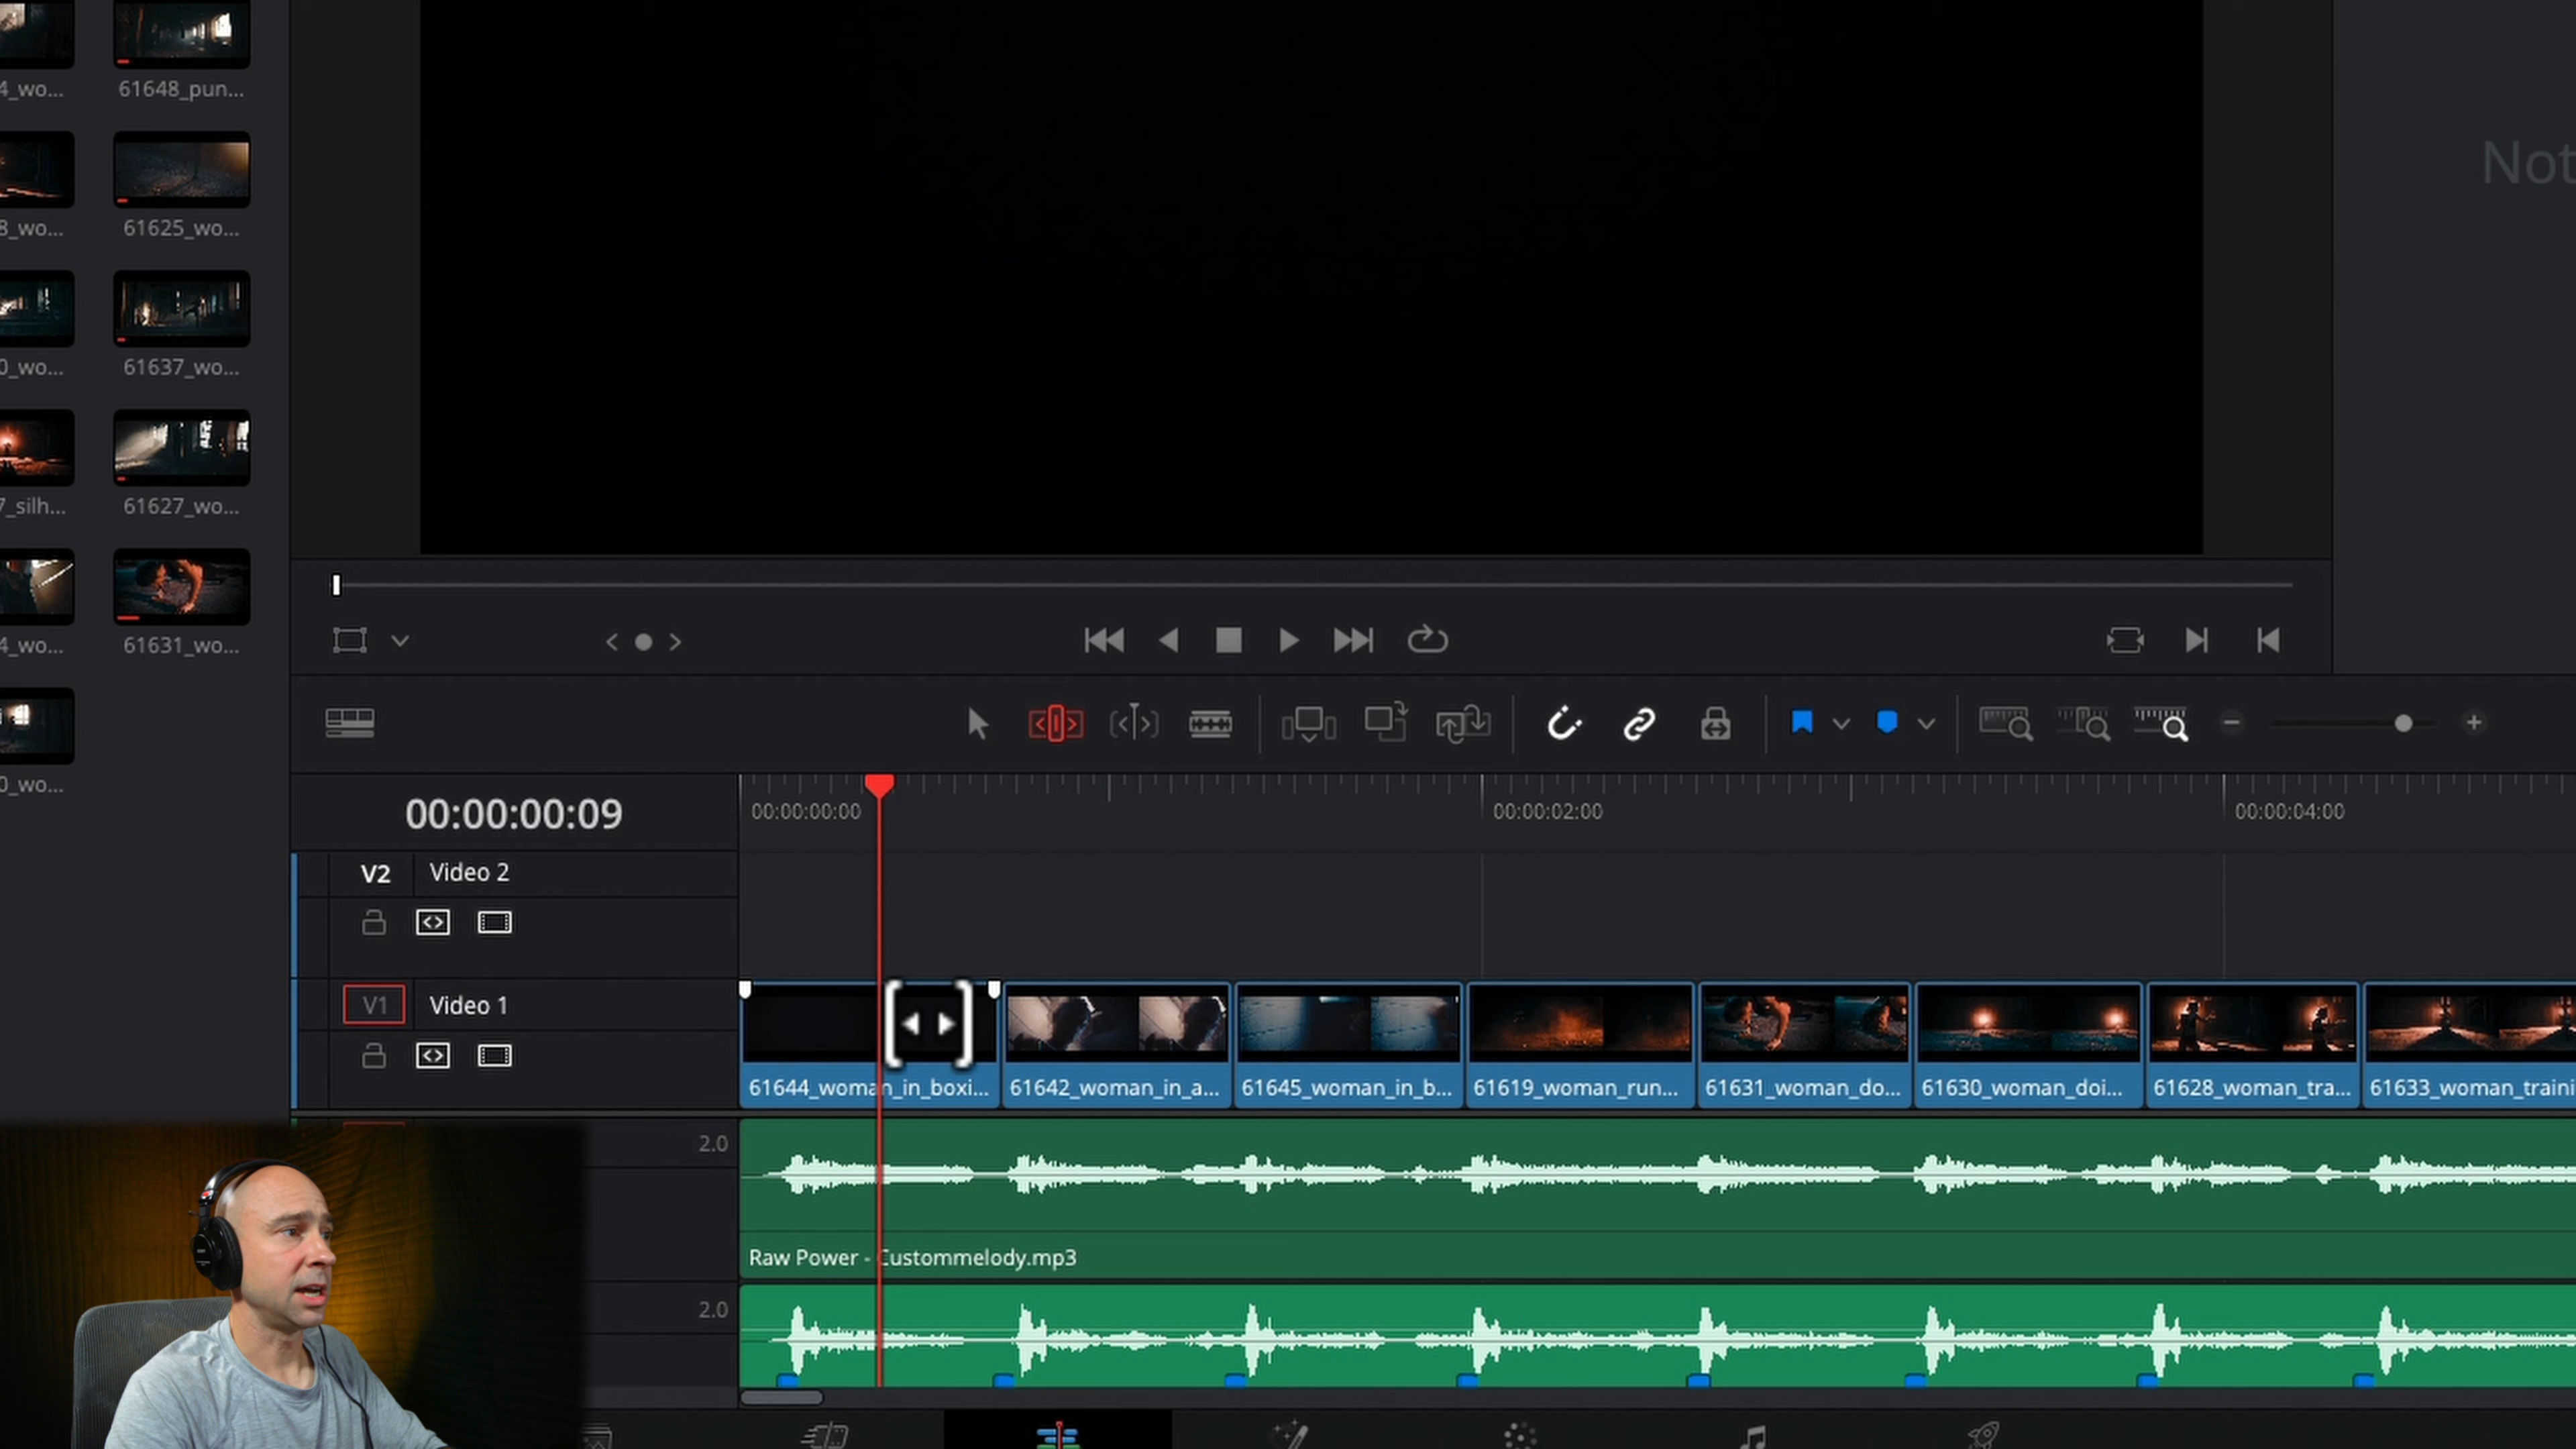 4_wo...
61648_pun...
8_wo...
61625_wo...
0_wo...
61637_wo...
7_silh...
61627_wo...
4_wo...
61631_wo...
0_wo...
Not
00:00:00:09
00:00:00:00
00:00:02:00
00:00:04:00
V2
Video 2
V1
Video 1
61644_woman_in_boxi...
61642_woman_in_a...
61645_woman_in_b...
61619_woman_run...
61631_woman_do...
61630_woman_doi...
61628_woman_tra...
61633_woman_traini
2.0
Raw Power - Custommelody.mp3
2.0